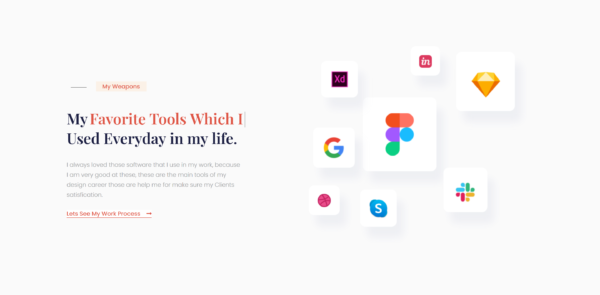 My Weapons
My Favorite Tools Which I
Used Everyday in my life.
I always loved those software that I use in my work, because
I am very good at these. these are the main tools of my
design career those are help me for make sure my Clients
satisfication.
Lets See My Work Process
Xd
in
S